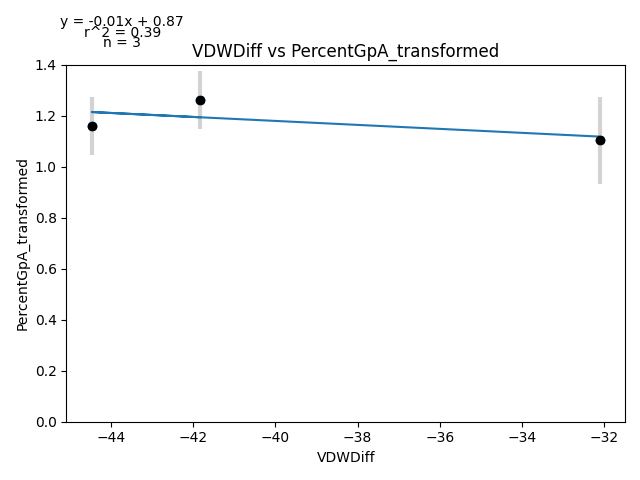 y = -0.01x + 0.87
r^2 = 0.39
n = 3
VDWDiff vs PercentGpA_transformed
1.4
1.2
1.0
0.8
0.6
0.4
0.2
0.0
PercentGpA_transformed
−44
−42
−40
−38
−36
−34
−32
VDWDiff